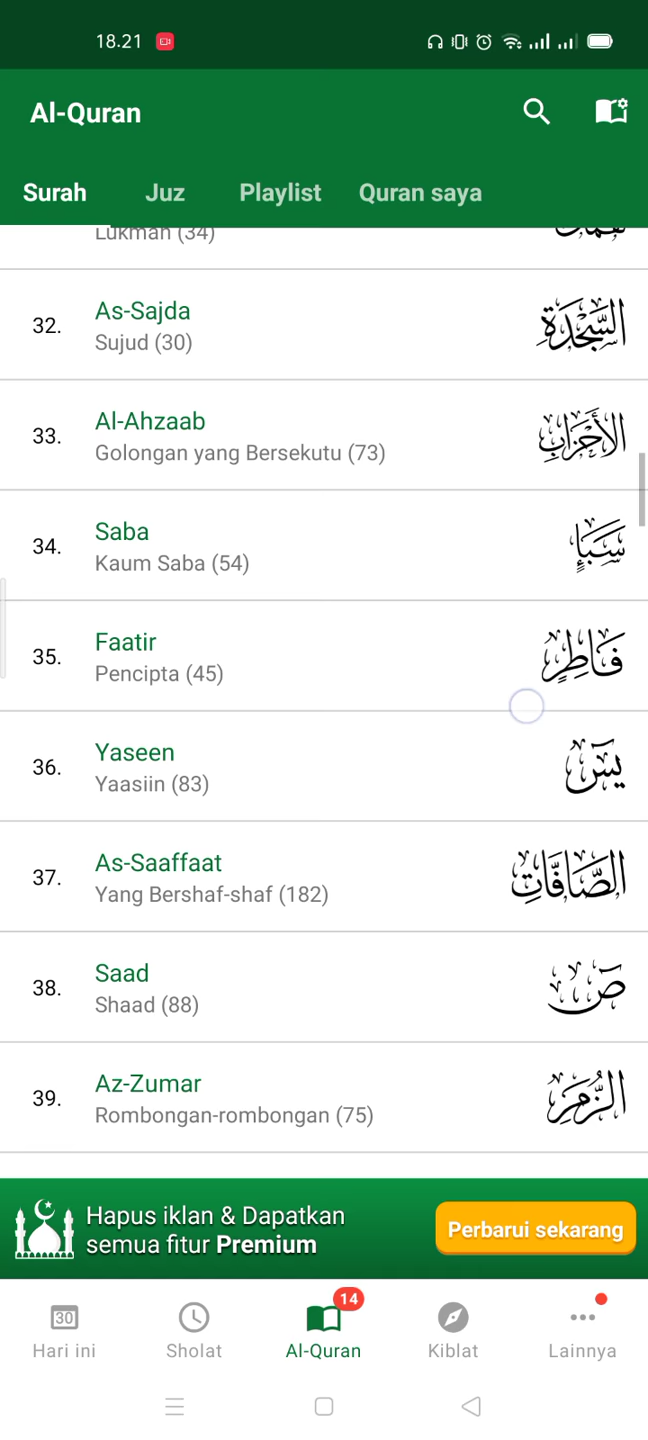 18.21
Al-Quran
Surah Juz Playlist Quran saya
Lukman (34)
32. As-Sajda السَّجْدَةِ
Sujud (30)
33. Al-Ahzaab الأَحْزَابِ
Golongan yang Bersekutu (73)
34. Saba سَبَإٍ
Kaum Saba (54)
35. Faatir فَاطِرٍ
Pencipta (45)
36. Yaseen يسٓ
Yaasiin (83)
37. As-Saaffaat الصَّافَّاتِ
Yang Bershaf-shaf (182)
38. Saad صٓ
Shaad (88)
39. Az-Zumar الزُّمَرِ
Rombongan-rombongan (75)
Hapus iklan & Dapatkan
semua fitur Premium
Perbarui sekarang
30 14
Hari ini Sholat Al-Quran Kiblat Lainnya